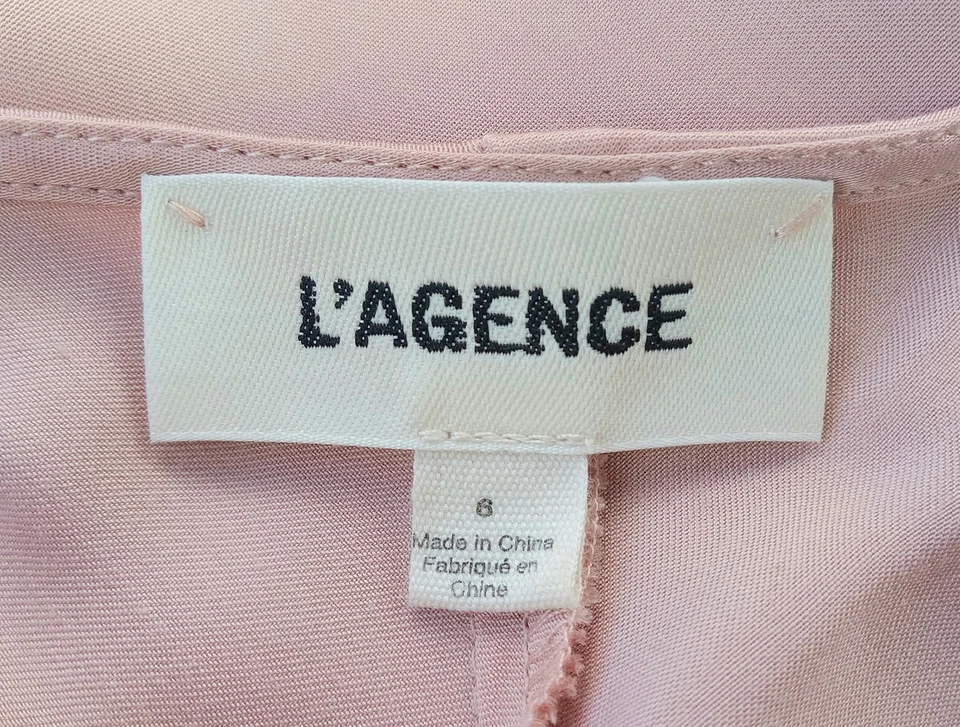 L'AGENCE
6
Made in China
Fabriqué en
Chine